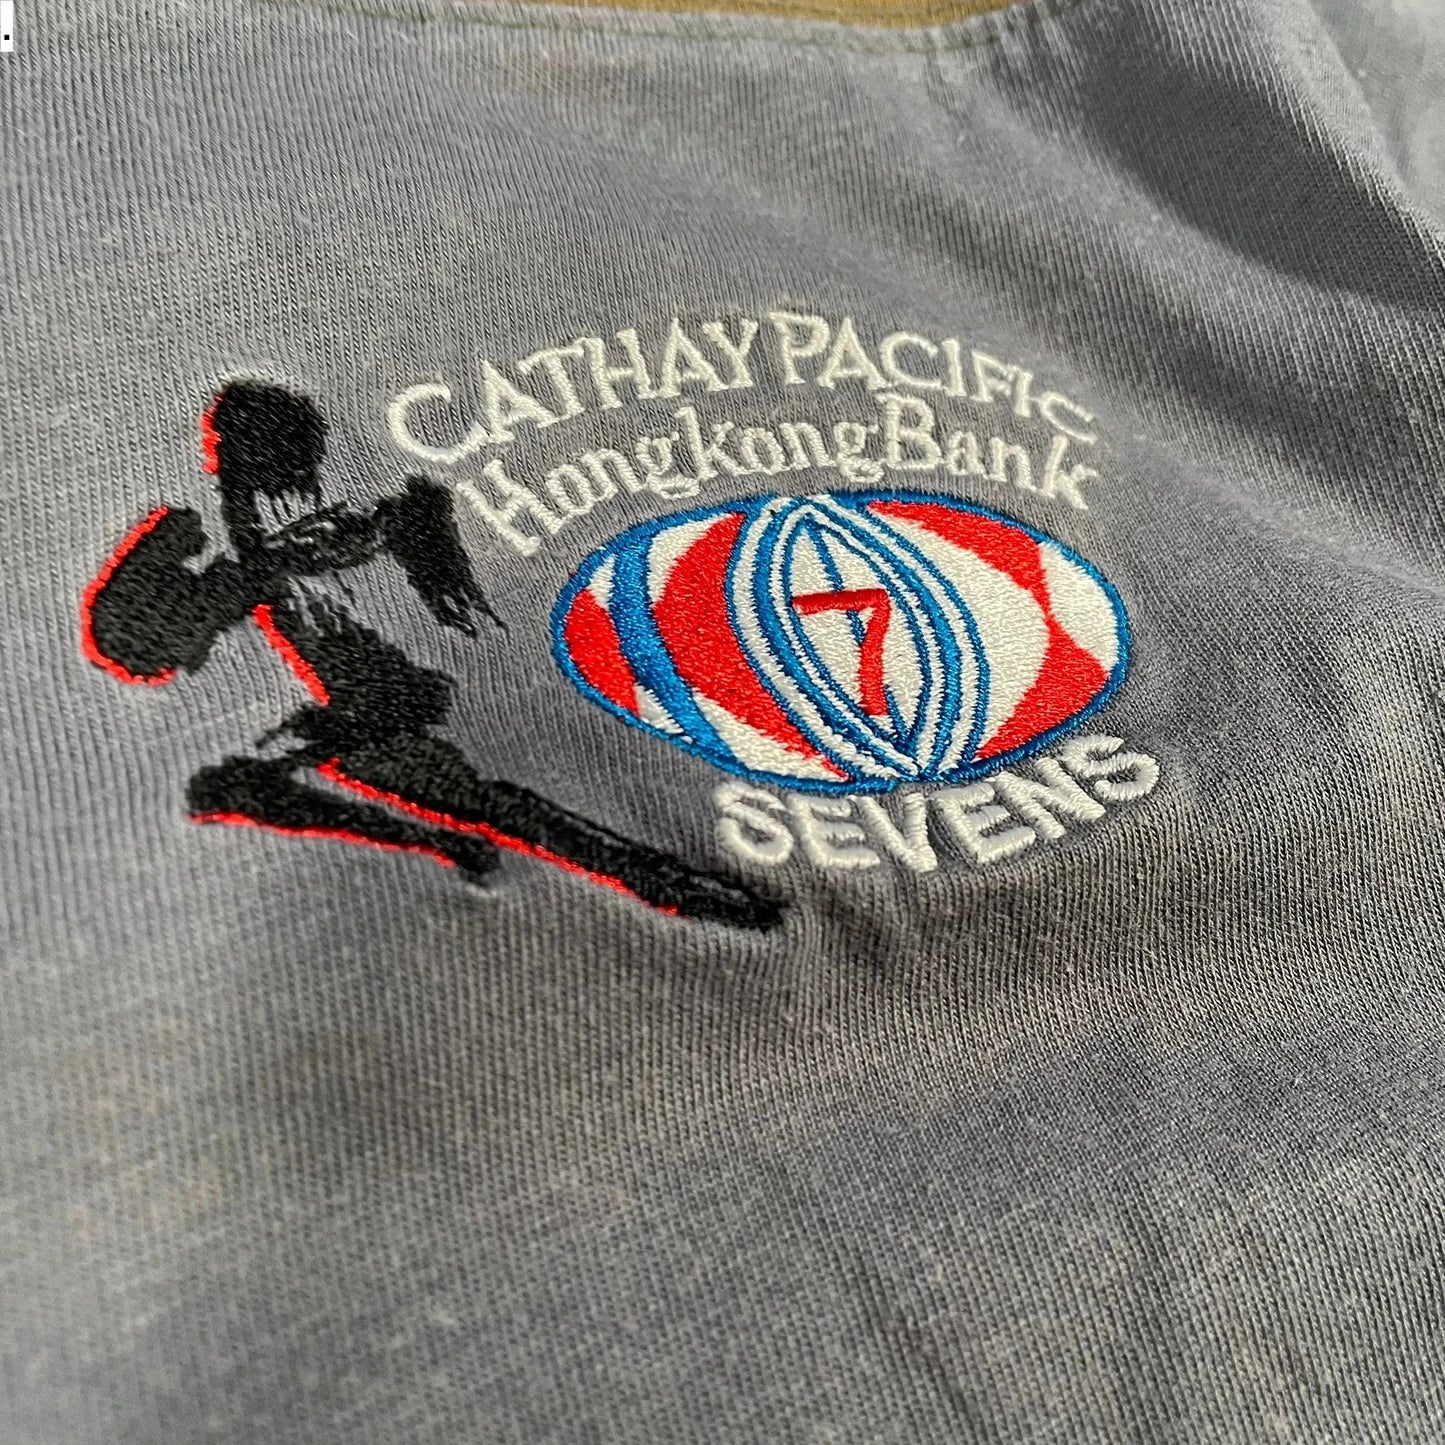 CATHAY PACIFIC
HongkongBank
7
SEVENS